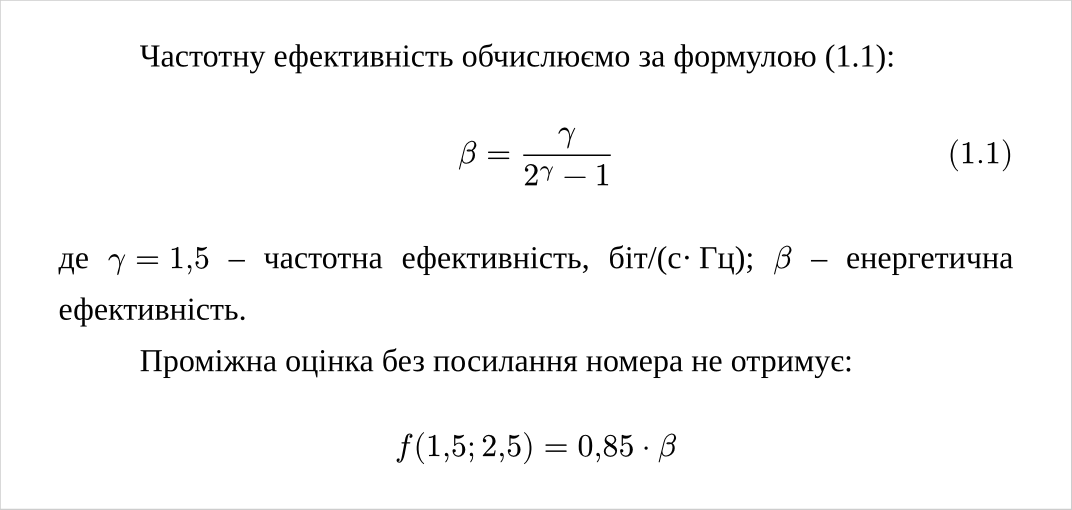 Частотну ефективність обчислюємо за формулою (1.1):
β = γ / (2^γ − 1) (1.1)
де γ = 1,5 – частотна ефективність, біт/(с· Гц); β – енергетична
ефективність.
Проміжна оцінка без посилання номера не отримує:
f(1,5; 2,5) = 0,85 · β